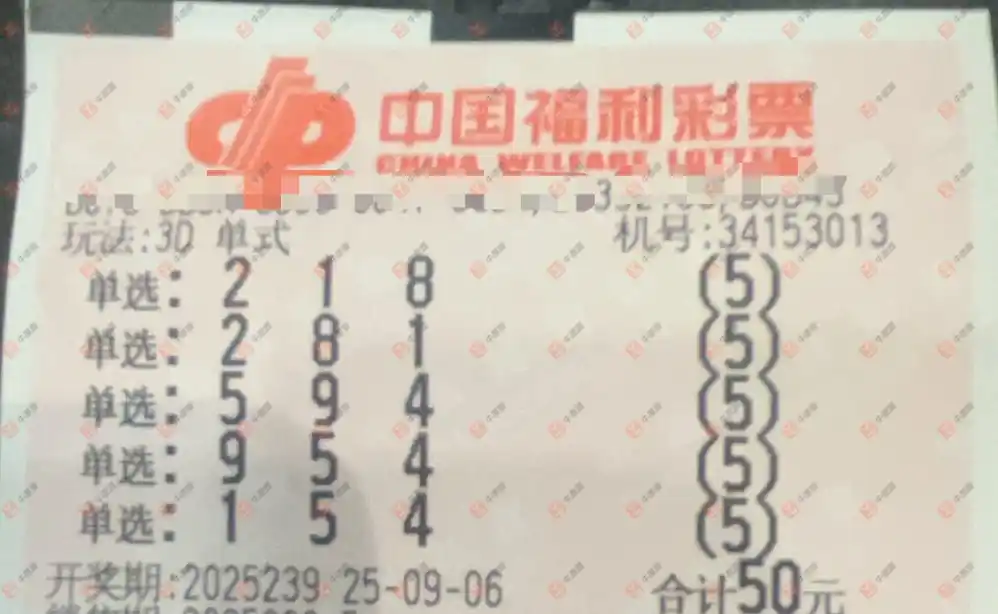 中国福利彩票
CHINA WELFARE LOTTERY
玩法:3D 单式 机号:34153013
单选: 2 1 8 (5)
单选: 2 8 1 (5)
单选: 5 9 4 (5)
单选: 9 5 4 (5)
单选: 1 5 4 (5)
开奖期:2025239 25-09-06 合计50元